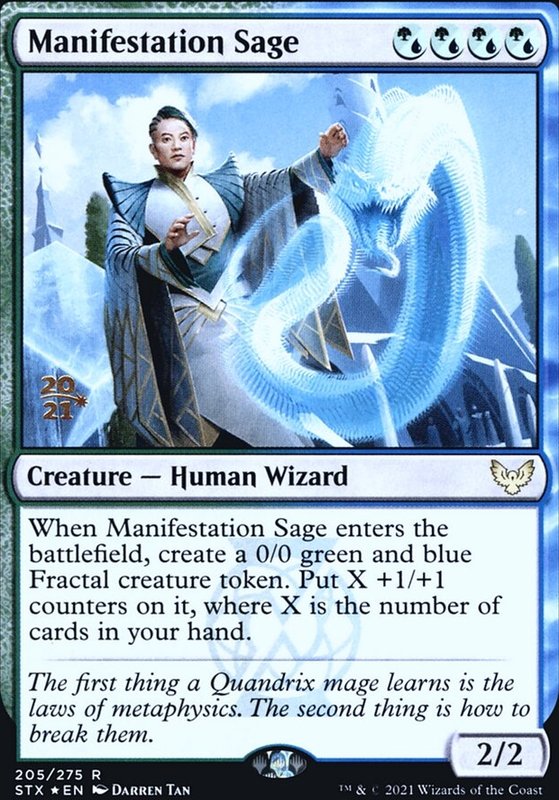 Manifestation Sage
20
21
Creature — Human Wizard
When Manifestation Sage enters the
battlefield, create a 0/0 green and blue
Fractal creature token. Put X +1/+1
counters on it, where X is the number of
cards in your hand.
The first thing a Quandrix mage learns is the
laws of metaphysics. The second thing is how to
break them.
2/2
205/275 R
STX ★ EN Darren Tan
™ & © 2021 Wizards of the Coast